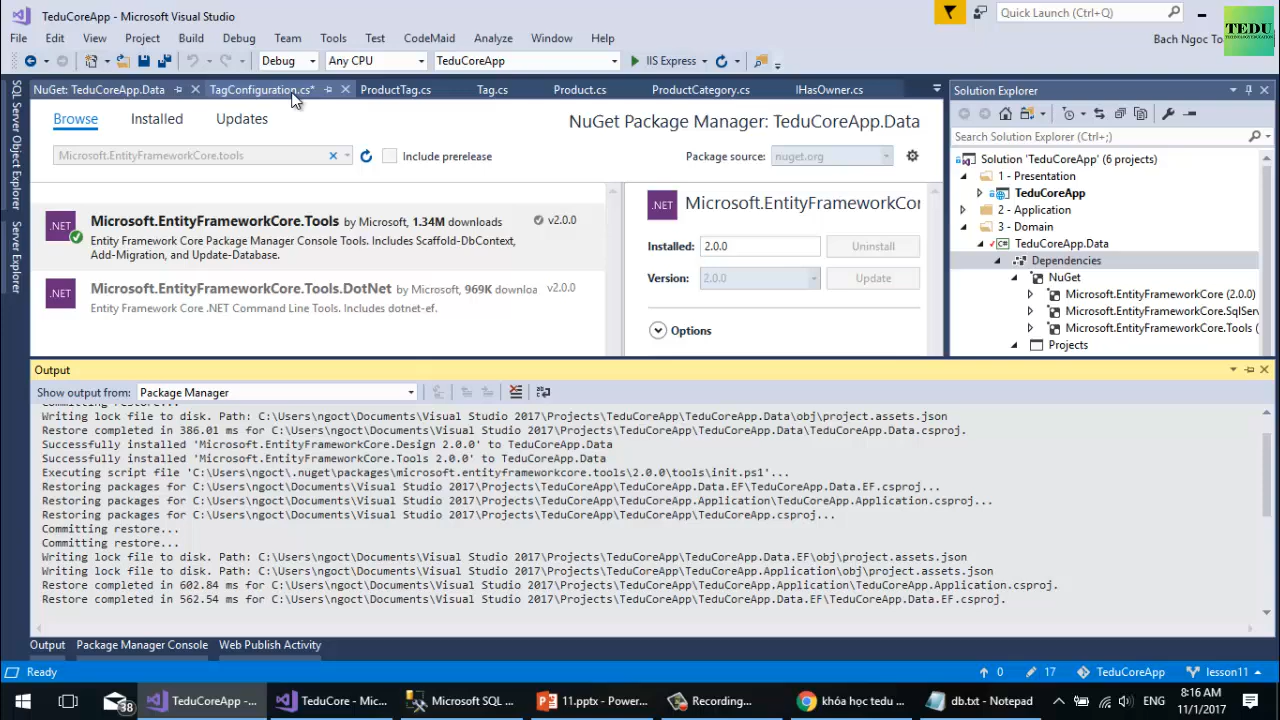 TeduCoreApp - Microsoft Visual Studio
Quick Launch (Ctrl+Q)
TEDU
File Edit View Project Build Debug Team Tools Test CodeMaid Analyze Window Help
Bach Ngoc To
Debug Any CPU TeduCoreApp IIS Express
SQL Server Object Explorer
Server Explorer
NuGet: TeduCoreApp.Data TagConfiguration.cs* ProductTag.cs Tag.cs Product.cs ProductCategory.cs IHasOwner.cs
Browse Installed Updates
NuGet Package Manager: TeduCoreApp.Data
Microsoft.EntityFrameworkCore.tools
Include prerelease
Package source: nuget.org
.NET
Microsoft.EntityFrameworkCore.Tools by Microsoft, 1.34M downloads v2.0.0
Entity Framework Core Package Manager Console Tools. Includes Scaffold-DbContext,
Add-Migration, and Update-Database.
.NET
Microsoft.EntityFrameworkCore.Tools.DotNet by Microsoft, 969K downloa v2.0.0
Entity Framework Core .NET Command Line Tools. Includes dotnet-ef.
.NET
Microsoft.EntityFrameworkCor
Installed: 2.0.0 Uninstall
Version: 2.0.0 Update
Options
Solution Explorer
Search Solution Explorer (Ctrl+;)
Solution 'TeduCoreApp' (6 projects)
1 - Presentation
TeduCoreApp
2 - Application
3 - Domain
TeduCoreApp.Data
Dependencies
NuGet
Microsoft.EntityFrameworkCore (2.0.0)
Microsoft.EntityFrameworkCore.SqlServ
Microsoft.EntityFrameworkCore.Tools (
Projects
Output
Show output from: Package Manager
Committing restore...
Writing lock file to disk. Path: C:\Users\ngoct\Documents\Visual Studio 2017\Projects\TeduCoreApp\TeduCoreApp.Data\obj\project.assets.json
Restore completed in 386.01 ms for C:\Users\ngoct\Documents\Visual Studio 2017\Projects\TeduCoreApp\TeduCoreApp.Data\TeduCoreApp.Data.csproj.
Successfully installed 'Microsoft.EntityFrameworkCore.Design 2.0.0' to TeduCoreApp.Data
Successfully installed 'Microsoft.EntityFrameworkCore.Tools 2.0.0' to TeduCoreApp.Data
Executing script file 'C:\Users\ngoct\.nuget\packages\microsoft.entityframeworkcore.tools\2.0.0\tools\init.ps1'...
Restoring packages for C:\Users\ngoct\Documents\Visual Studio 2017\Projects\TeduCoreApp\TeduCoreApp.Data.EF\TeduCoreApp.Data.EF.csproj...
Restoring packages for C:\Users\ngoct\Documents\Visual Studio 2017\Projects\TeduCoreApp\TeduCoreApp.Application\TeduCoreApp.Application.csproj...
Restoring packages for C:\Users\ngoct\Documents\Visual Studio 2017\Projects\TeduCoreApp\TeduCoreApp\TeduCoreApp.csproj...
Committing restore...
Committing restore...
Writing lock file to disk. Path: C:\Users\ngoct\Documents\Visual Studio 2017\Projects\TeduCoreApp\TeduCoreApp.Data.EF\obj\project.assets.json
Writing lock file to disk. Path: C:\Users\ngoct\Documents\Visual Studio 2017\Projects\TeduCoreApp\TeduCoreApp.Application\obj\project.assets.json
Restore completed in 602.84 ms for C:\Users\ngoct\Documents\Visual Studio 2017\Projects\TeduCoreApp\TeduCoreApp.Application\TeduCoreApp.Application.csproj.
Restore completed in 562.54 ms for C:\Users\ngoct\Documents\Visual Studio 2017\Projects\TeduCoreApp\TeduCoreApp.Data.EF\TeduCoreApp.Data.EF.csproj.
Output Package Manager Console Web Publish Activity
Ready 0 17 TeduCoreApp lesson11
38 TeduCoreApp -... TeduCore - Mic... Microsoft SQL ... 11.pptx - Power... Recording... khóa học tedu ... db.txt - Notepad ENG
8:16 AM
11/1/2017